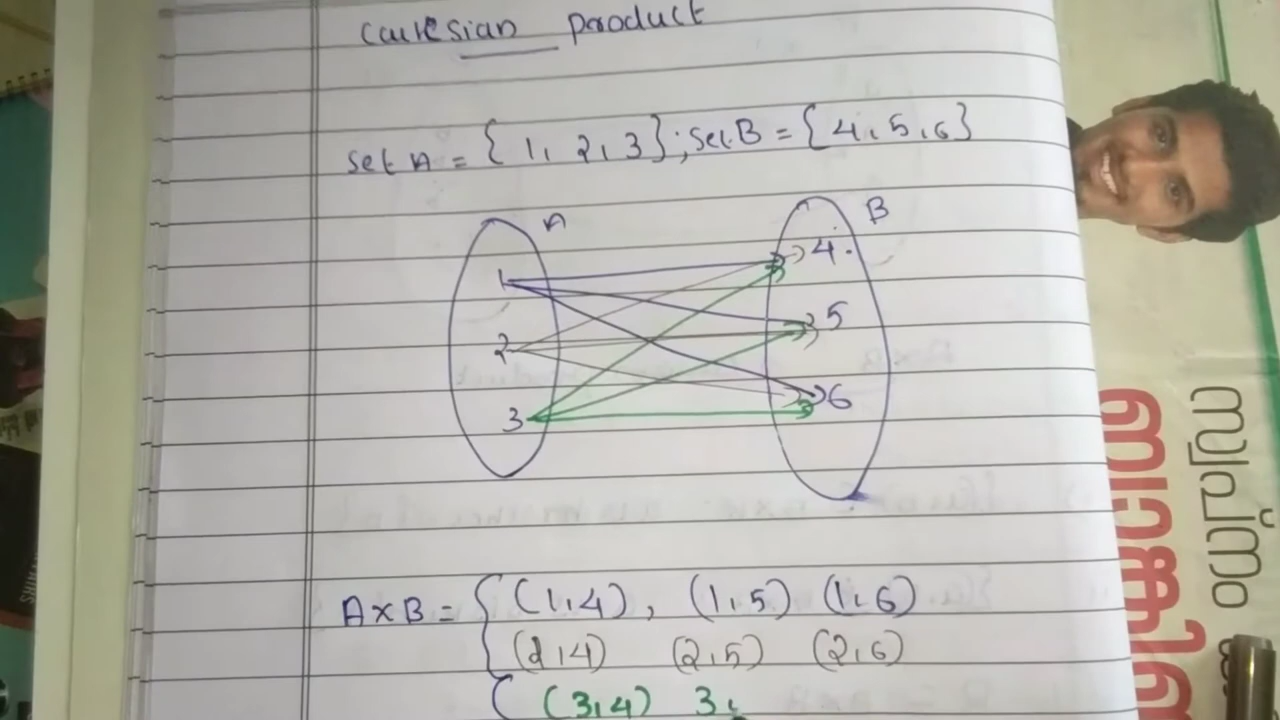 cartesian product
Set A = { 1, 2, 3 } ; Set B = { 4, 5, 6 }
A
B
1
4
2
5
3
6
A x B = { (1,4) , (1,5) (1,6)
(2,4) (2,5) (2,6)
(3,4) 3,
സ്വപ്നം